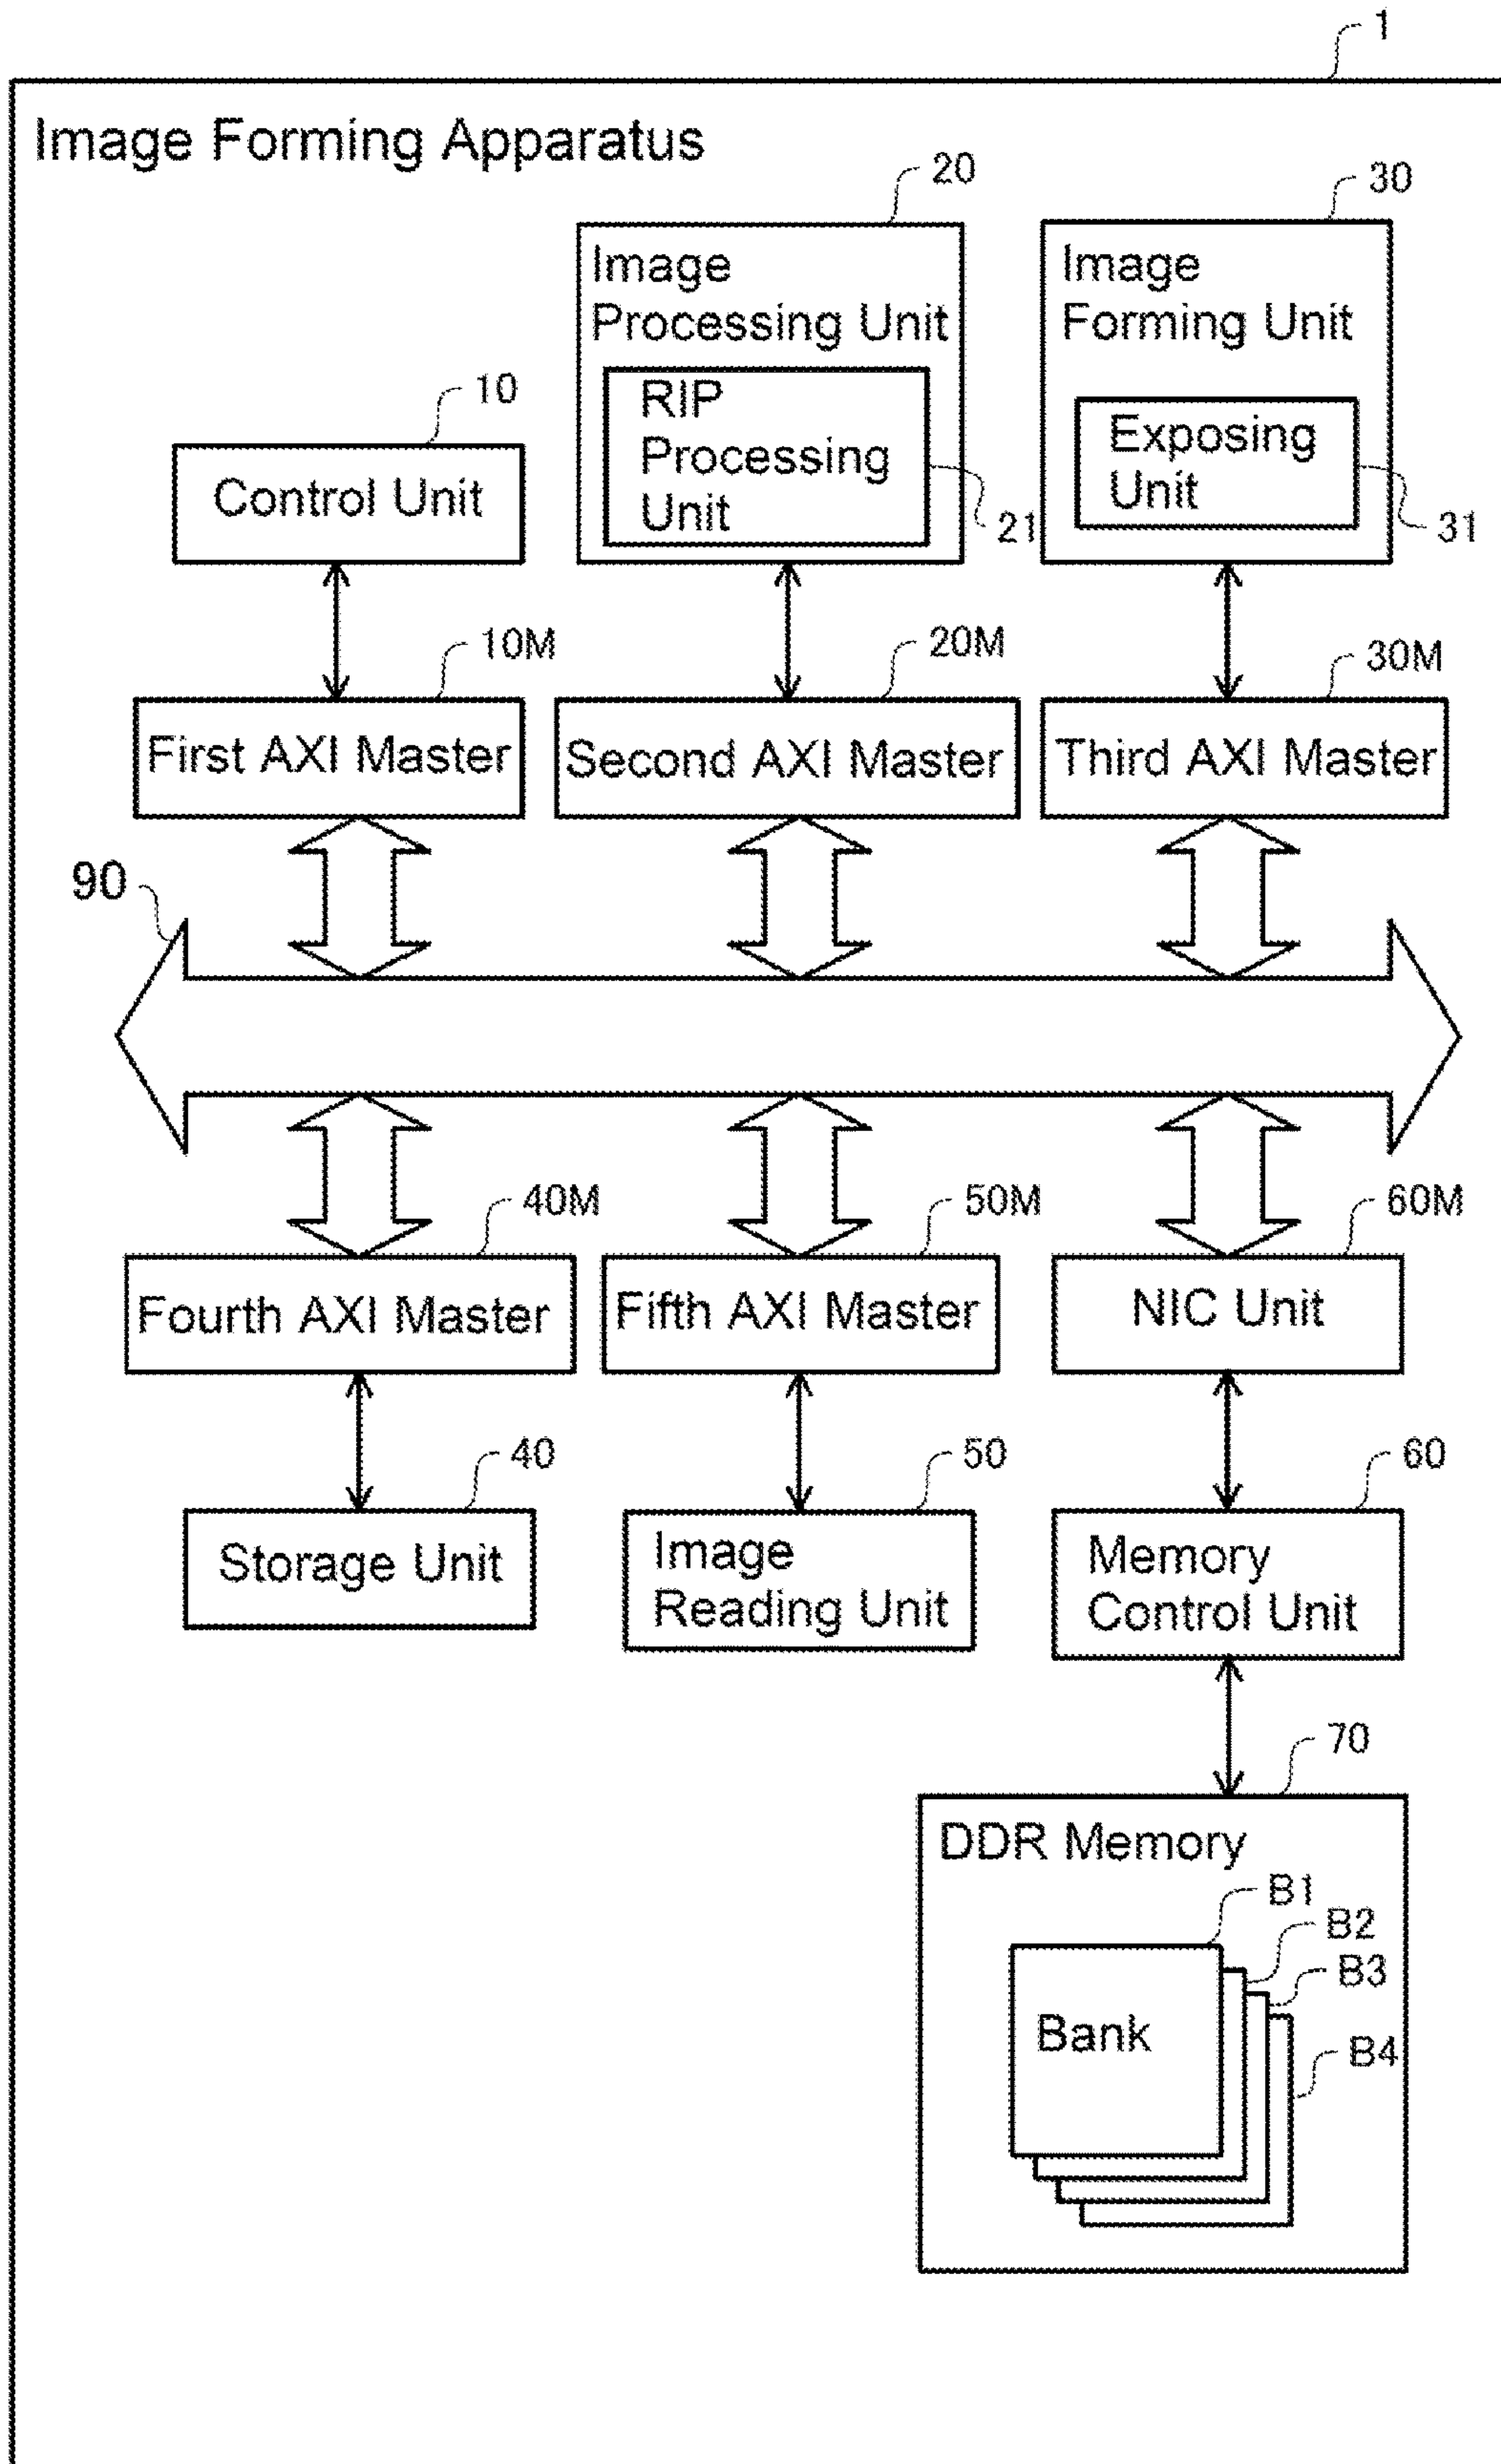 1
Image Forming Apparatus
20
30
Image
Processing Unit
Image
Forming Unit
10
RIP
Processing
Unit
Exposing
Unit
Control Unit
21
31
10M
20M
30M
First AXI Master
Second AXI Master
Third AXI Master
90
40M
50M
60M
Fourth AXI Master
Fifth AXI Master
NIC Unit
40
50
60
Storage Unit
Image
Reading Unit
Memory
Control Unit
70
DDR Memory
B1
B2
B3
Bank
B4